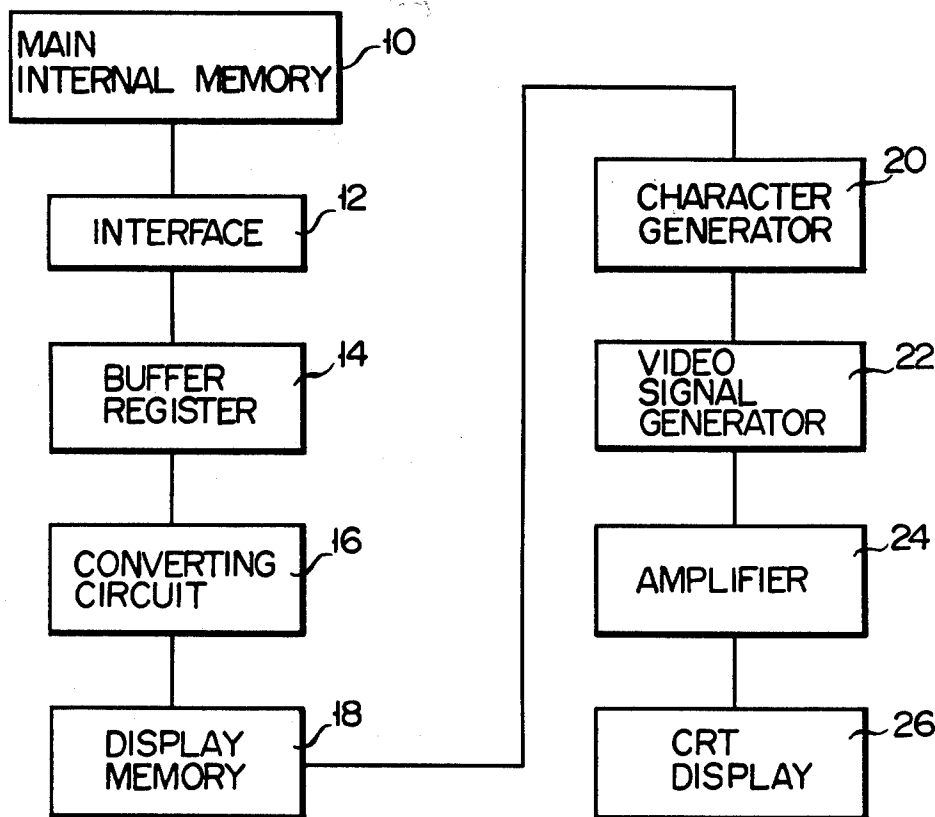 MAIN
INTERNAL MEMORY
10
INTERFACE
12
BUFFER
REGISTER
14
CONVERTING
CIRCUIT
16
DISPLAY
MEMORY
18
CHARACTER
GENERATOR
20
VIDEO
SIGNAL
GENERATOR
22
AMPLIFIER
24
CRT
DISPLAY
26